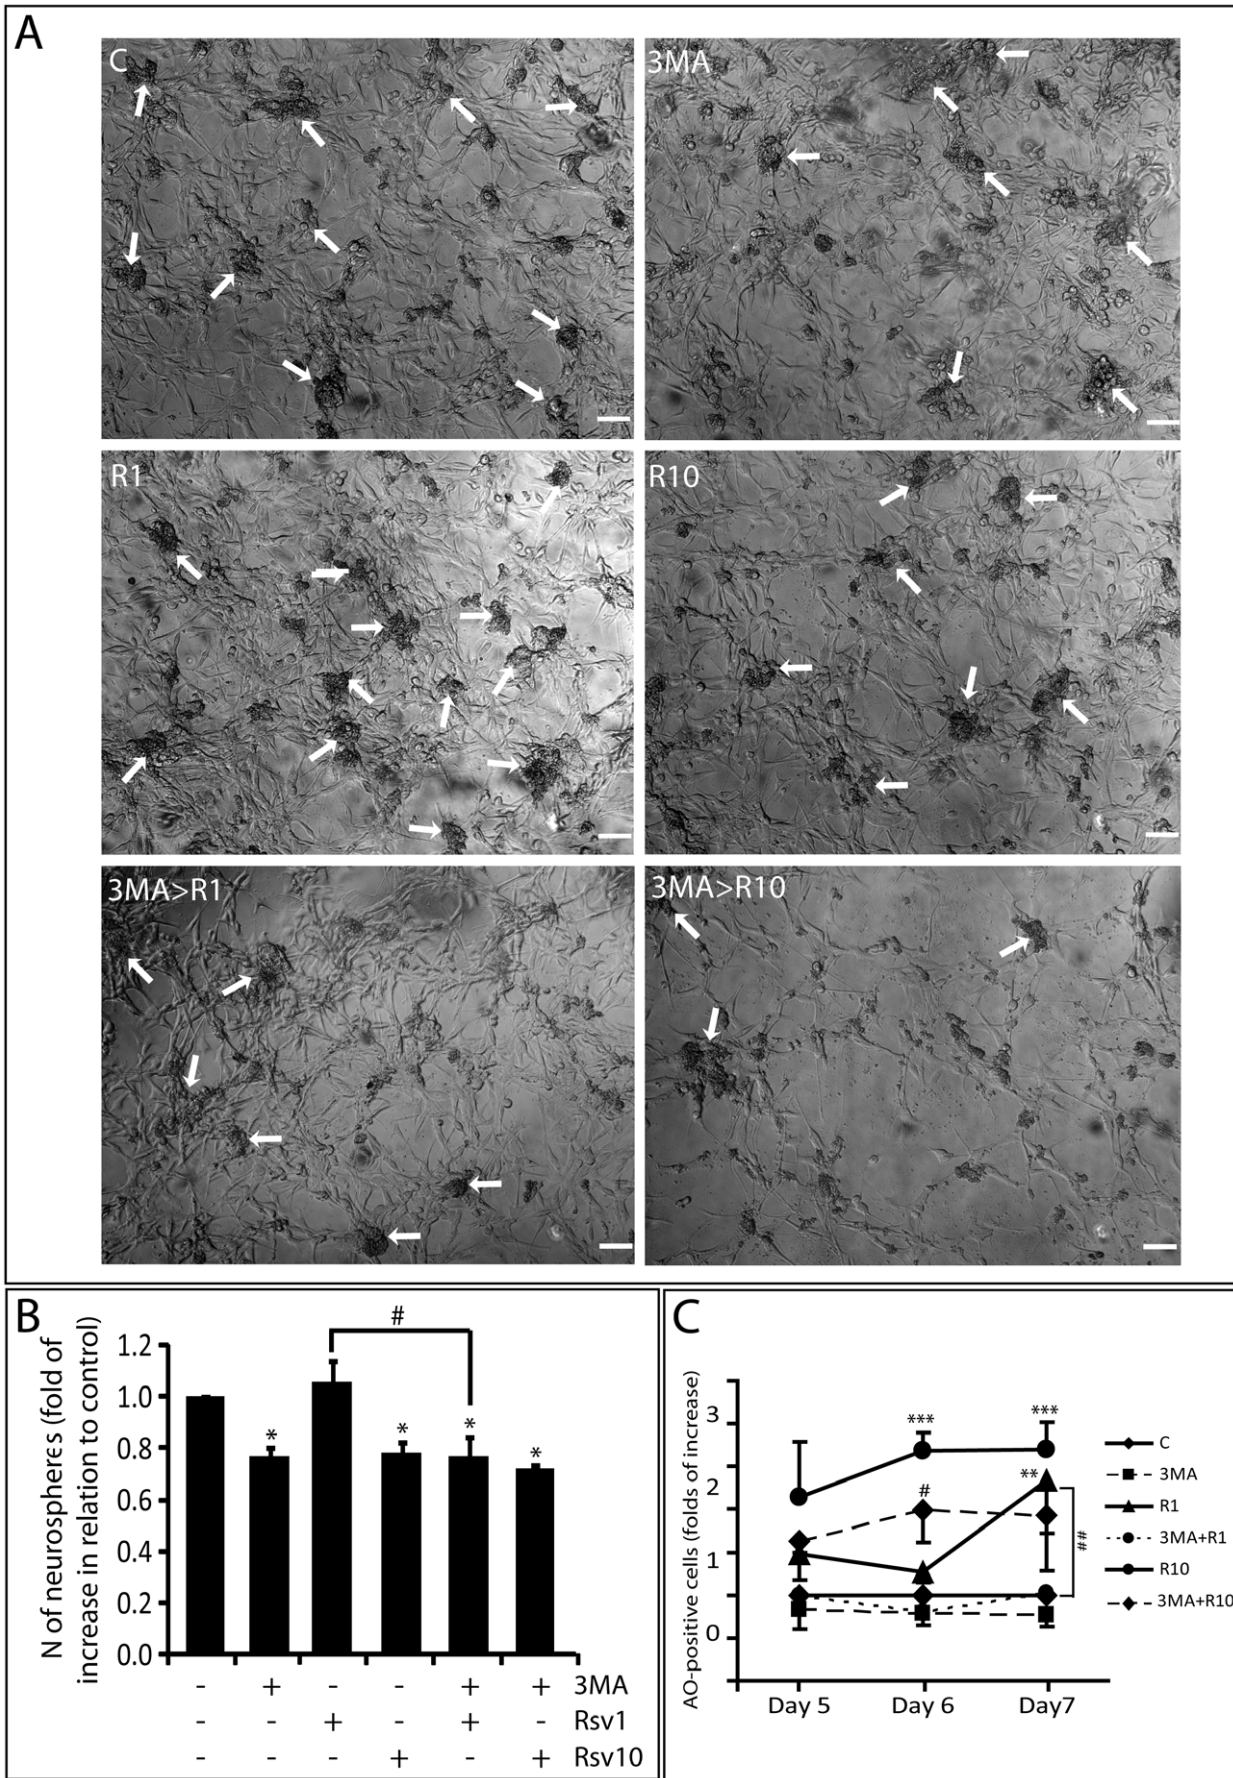 A
C
3MA
R1
R10
3MA>R1
3MA>R10
B
N of neurospheres (fold of
increase in relation to control)
1.2
1.0
0.8
0.6
0.4
0.2
0.0
#
*
*
*
*
- + - - + + 3MA
- - + - + - Rsv1
- - - + - + Rsv10
C
AO-positive cells (folds of increase)
3
2
1
0
***
***
**
#
##
Day 5 Day 6 Day7
C
3MA
R1
3MA+R1
R10
3MA+R10